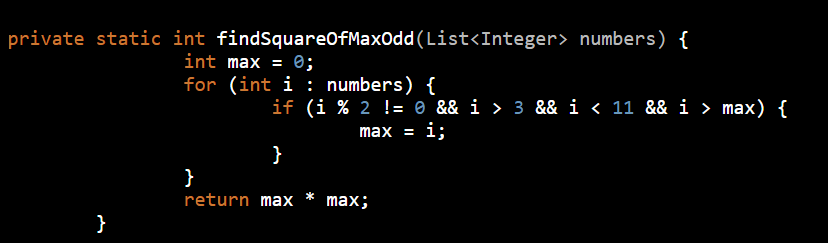 private static int findSquareOfMaxOdd(List<Integer> numbers) {
int max = 0;
for (int i : numbers) {
if (i % 2 != 0 && i > 3 && i < 11 && i > max) {
max = i;
}
}
return max * max;
}